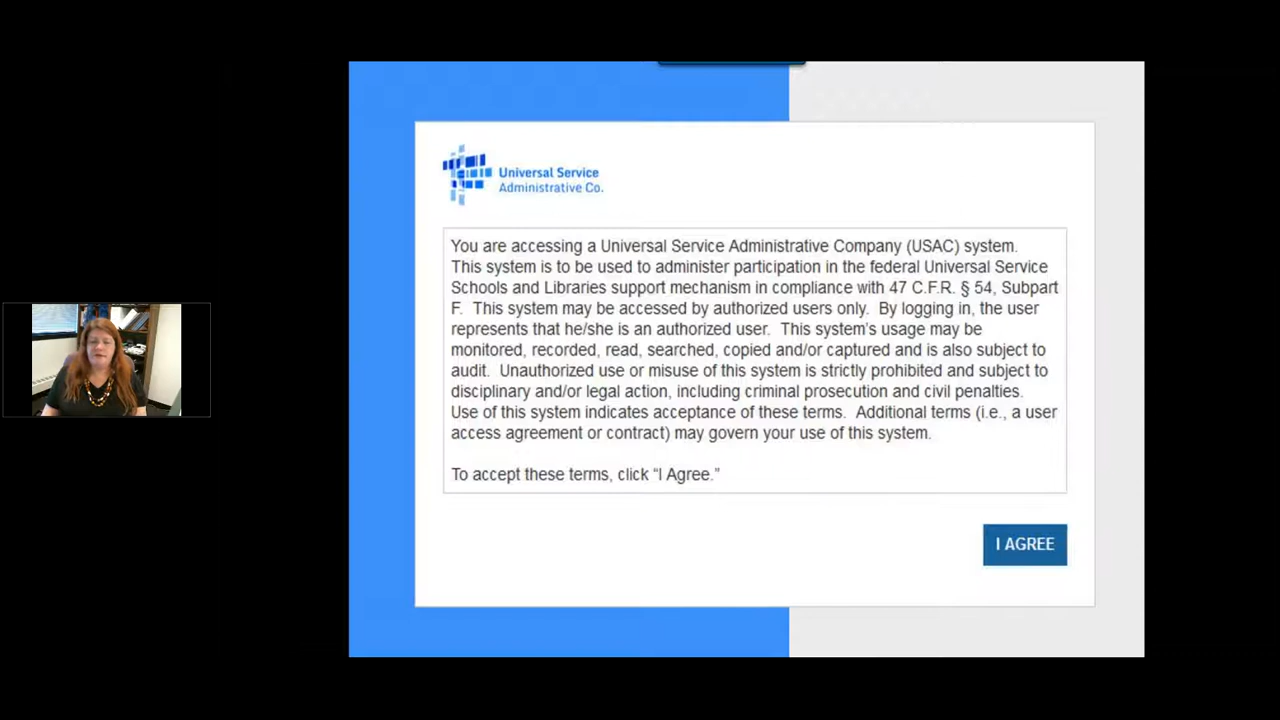 Universal Service
Administrative Co.
You are accessing a Universal Service Administrative Company (USAC) system.
This system is to be used to administer participation in the federal Universal Service
Schools and Libraries support mechanism in compliance with 47 C.F.R. § 54, Subpart
F.  This system may be accessed by authorized users only.  By logging in, the user
represents that he/she is an authorized user.  This system's usage may be
monitored, recorded, read, searched, copied and/or captured and is also subject to
audit.  Unauthorized use or misuse of this system is strictly prohibited and subject to
disciplinary and/or legal action, including criminal prosecution and civil penalties.
Use of this system indicates acceptance of these terms.  Additional terms (i.e., a user
access agreement or contract) may govern your use of this system.
To accept these terms, click “I Agree.”
I AGREE